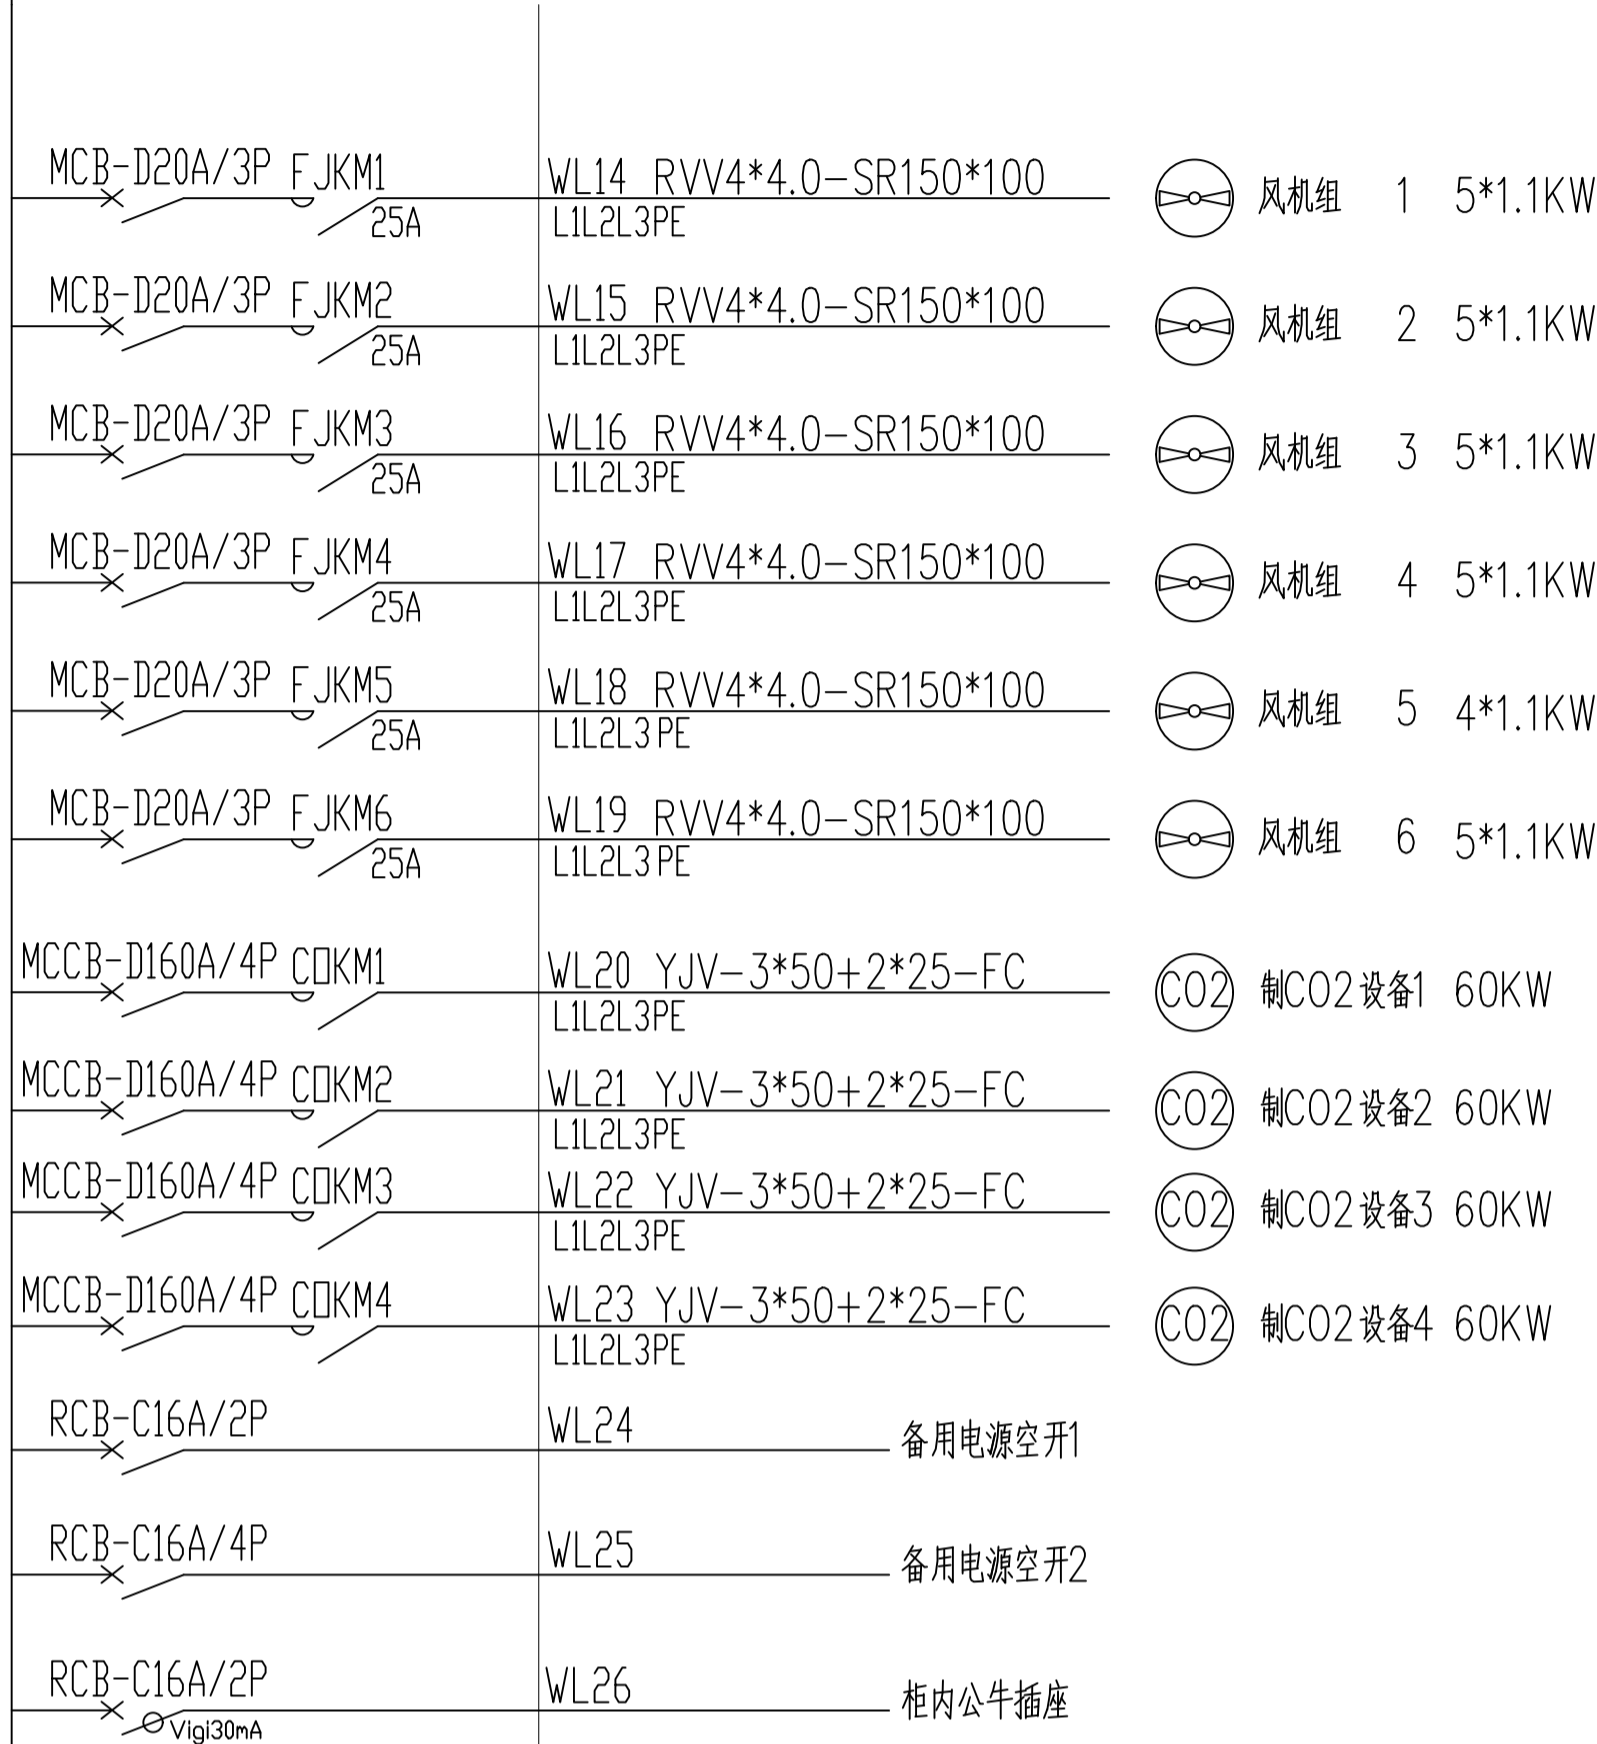 MCB-D20A/3P FJKM1 WL14 RVV4*4.0-SR150*100 风机组 1 5*1.1KW
25A L1L2L3PE
MCB-D20A/3P FJKM2 WL15 RVV4*4.0-SR150*100 风机组 2 5*1.1KW
25A L1L2L3PE
MCB-D20A/3P FJKM3 WL16 RVV4*4.0-SR150*100 风机组 3 5*1.1KW
25A L1L2L3PE
MCB-D20A/3P FJKM4 WL17 RVV4*4.0-SR150*100 风机组 4 5*1.1KW
25A L1L2L3PE
MCB-D20A/3P FJKM5 WL18 RVV4*4.0-SR150*100 风机组 5 4*1.1KW
25A L1L2L3PE
MCB-D20A/3P FJKM6 WL19 RVV4*4.0-SR150*100 风机组 6 5*1.1KW
25A L1L2L3PE
MCCB-D160A/4P COKM1 WL20 YJV-3*50+2*25-FC CO2 制CO2设备1 60KW
L1L2L3PE
MCCB-D160A/4P COKM2 WL21 YJV-3*50+2*25-FC CO2 制CO2设备2 60KW
L1L2L3PE
MCCB-D160A/4P COKM3 WL22 YJV-3*50+2*25-FC CO2 制CO2设备3 60KW
L1L2L3PE
MCCB-D160A/4P COKM4 WL23 YJV-3*50+2*25-FC CO2 制CO2设备4 60KW
L1L2L3PE
RCB-C16A/2P WL24 备用电源空开1
RCB-C16A/4P WL25 备用电源空开2
RCB-C16A/2P WL26 柜内公牛插座
Vigi30mA